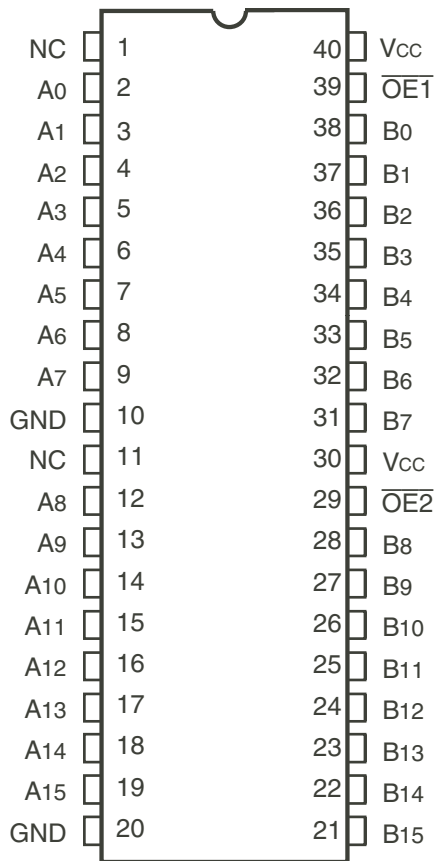 NC 1 40 VCC
A0 2 39 OE1
A1 3 38 B0
A2 4 37 B1
A3 5 36 B2
A4 6 35 B3
A5 7 34 B4
A6 8 33 B5
A7 9 32 B6
GND 10 31 B7
NC 11 30 VCC
A8 12 29 OE2
A9 13 28 B8
A10 14 27 B9
A11 15 26 B10
A12 16 25 B11
A13 17 24 B12
A14 18 23 B13
A15 19 22 B14
GND 20 21 B15